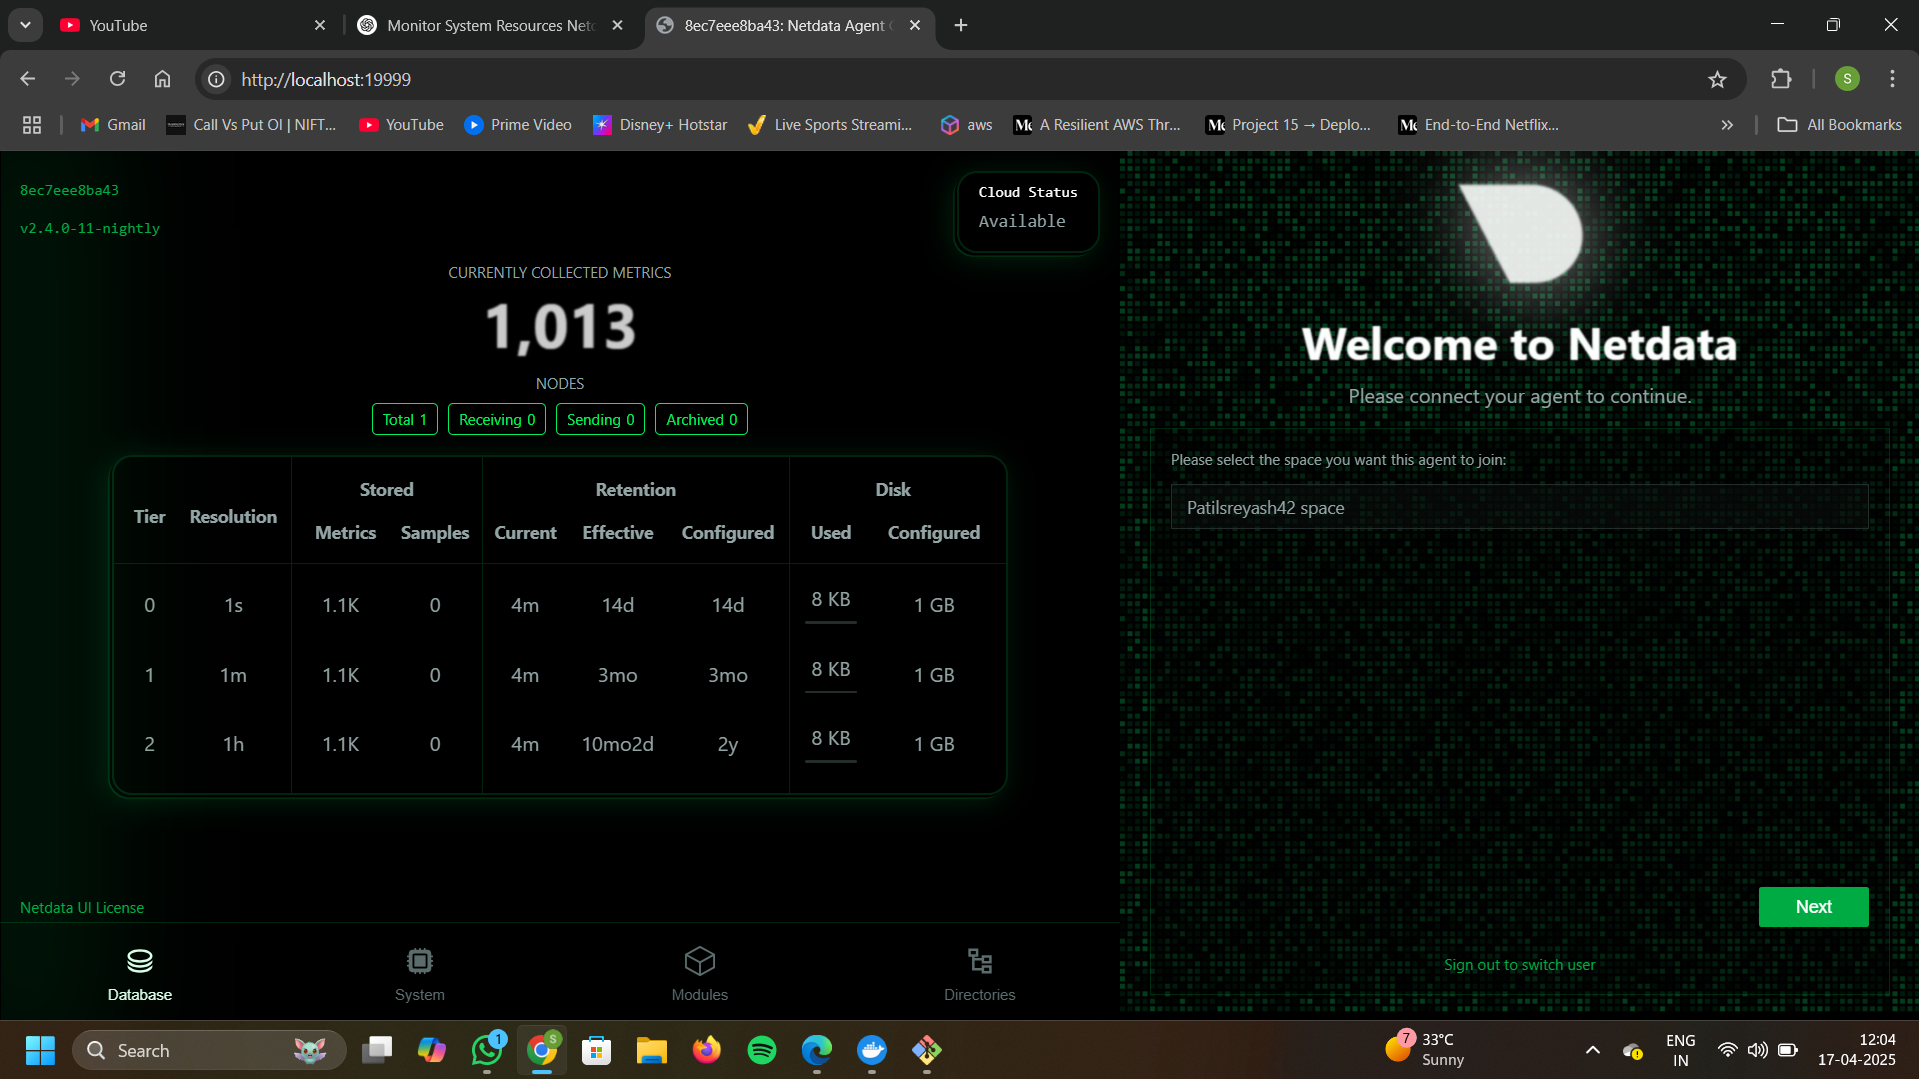 YouTube
Monitor System Resources Netd
8ec7eee8ba43: Netdata Agent C
http://localhost:19999
S
Gmail
Call Vs Put OI | NIFT...
YouTube
Prime Video
Disney+ Hotstar
Live Sports Streami...
aws
A Resilient AWS Thr...
Project 15 → Deplo...
End-to-End Netflix...
All Bookmarks
8ec7eee8ba43
v2.4.0-11-nightly
Cloud Status
Available
CURRENTLY COLLECTED METRICS
1,013
NODES
Total 1 Receiving 0 Sending 0 Archived 0
Stored Retention Disk
Tier Resolution
Metrics Samples Current Effective Configured Used Configured
0 1s 1.1K 0 4m 14d 14d 8 KB 1 GB
1 1m 1.1K 0 4m 3mo 3mo 8 KB 1 GB
2 1h 1.1K 0 4m 10mo2d 2y 8 KB 1 GB
Netdata UI License
Database System Modules Directories
Welcome to Netdata
Please connect your agent to continue.
Please select the space you want this agent to join:
Patilsreyash42 space
Next
Sign out to switch user
Search
1
S
7
33°C
Sunny
ENG
IN
12:04
17-04-2025